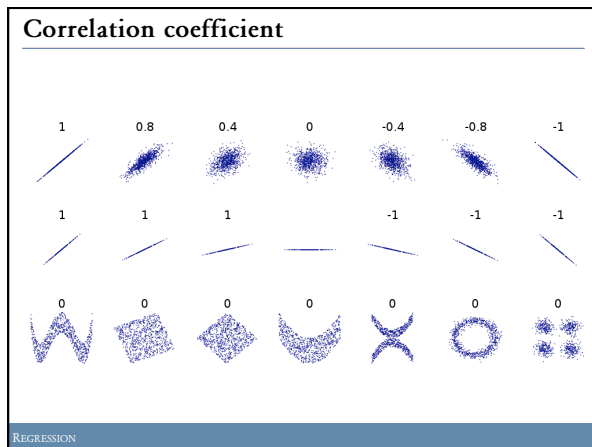 Correlation coefficient
1 0.8 0.4 0 -0.4 -0.8 -1
1 1 1 -1 -1 -1
0 0 0 0 0 0 0
REGRESSION